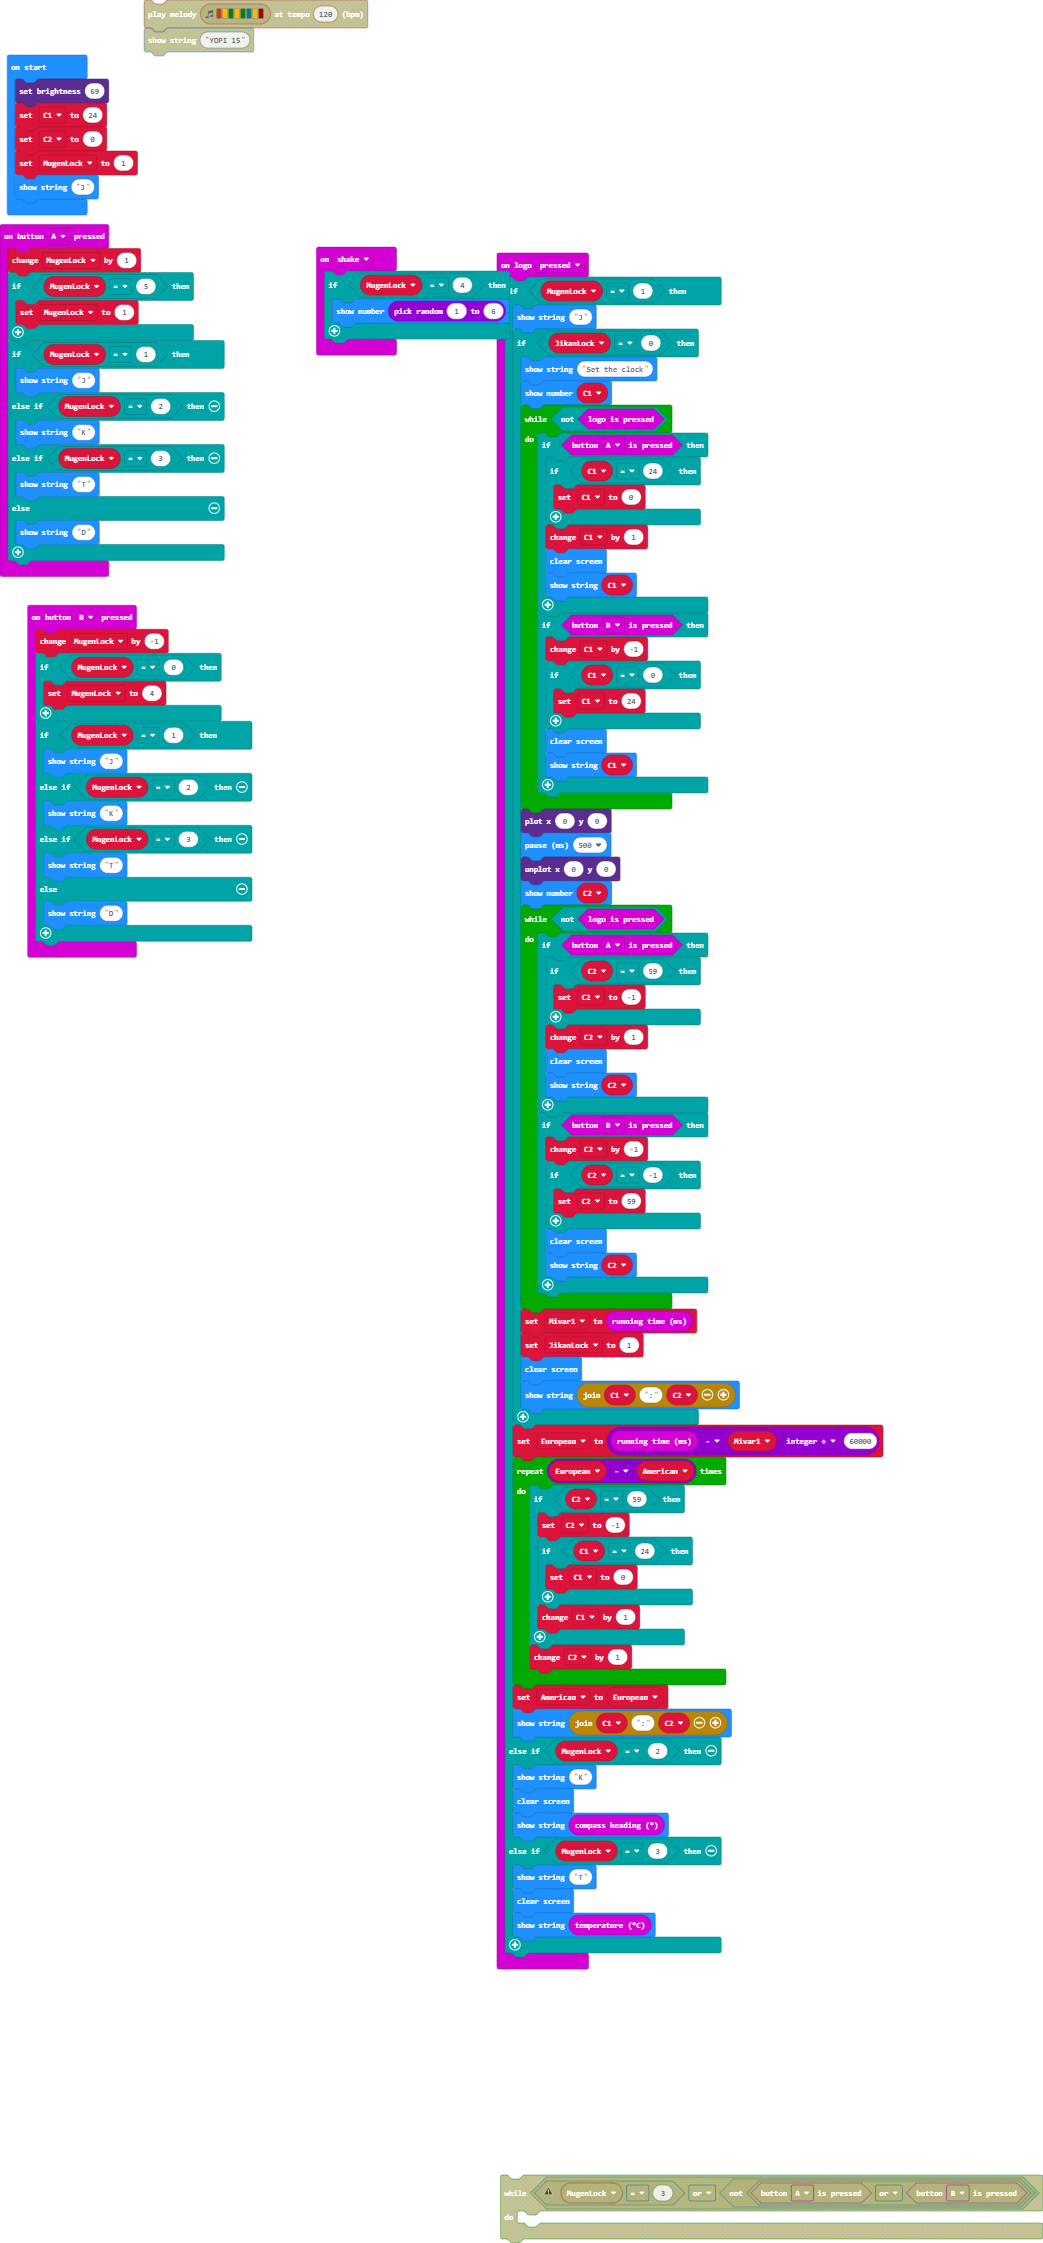 play melody at tempo 120 (bpm)
show string "YOPI 15"
on start
set brightness 69
set C1 to 24
set C2 to 0
set MugenLock to 1
show string "J"
on button A pressed
change MugenLock by 1
if MugenLock = 5 then
set MugenLock to 1
if MugenLock = 1 then
show string "J"
else if MugenLock = 2 then
show string "K"
else if MugenLock = 3 then
show string "T"
else
show string "D"
on button B pressed
change MugenLock by -1
if MugenLock = 0 then
set MugenLock to 4
if MugenLock = 1 then
show string "J"
else if MugenLock = 2 then
show string "K"
else if MugenLock = 3 then
show string "T"
else
show string "D"
on shake
if MugenLock = 4 then
show number pick random 1 to 6
on logo pressed
if MugenLock = 1 then
show string "J"
if JikanLock = 0 then
show string "Set the clock"
show number C1
while not logo is pressed
do if button A is pressed then
if C1 = 24 then
set C1 to 0
change C1 by 1
clear screen
show string C1
if button B is pressed then
change C1 by -1
if C1 = 0 then
set C1 to 24
clear screen
show string C1
plot x 0 y 0
pause (ms) 500
unplot x 0 y 0
show number C2
while not logo is pressed
do if button A is pressed then
if C2 = 59 then
set C2 to -1
change C2 by 1
clear screen
show string C2
if button B is pressed then
change C2 by -1
if C2 = -1 then
set C2 to 59
clear screen
show string C2
set Mivar1 to running time (ms)
set JikanLock to 1
clear screen
show string join C1 ":" C2
set European to running time (ms) - Mivar1 integer ÷ 60000
repeat European - American times
do if C2 = 59 then
set C2 to -1
if C1 = 24 then
set C1 to 0
change C1 by 1
change C2 by 1
set American to European
show string join C1 ":" C2
else if MugenLock = 2 then
show string "K"
clear screen
show string compass heading (°)
else if MugenLock = 3 then
show string "T"
clear screen
show string temperature (°C)
while MugenLock = 3 or not button A is pressed or button B is pressed
do